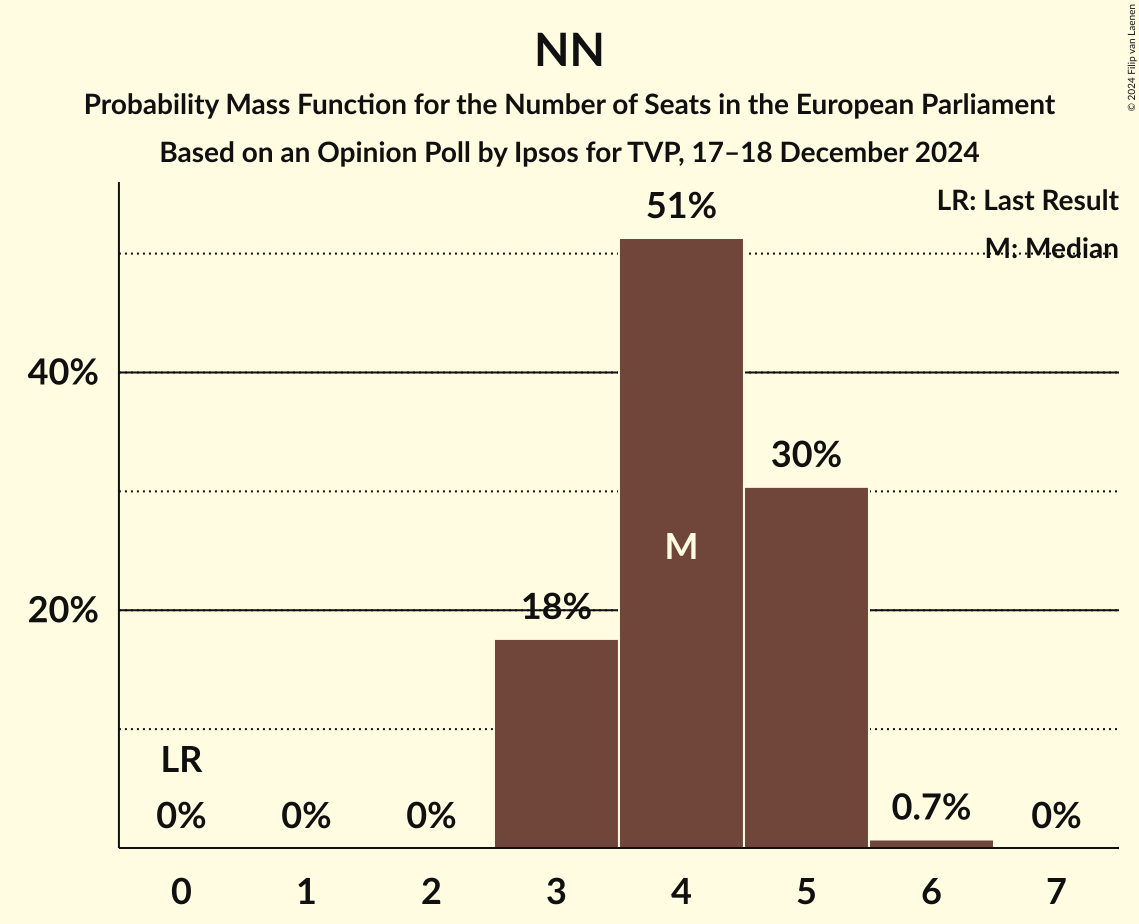 NN
Probability Mass Function for the Number of Seats in the European Parliament
Based on an Opinion Poll by Ipsos for TVP, 17–18 December 2024
© 2024 Filip van Laenen
LR: Last Result
M: Median
51%
40%
30%
M
20%
18%
LR
0%
0%
0%
0.7%
0%
0
1
2
3
4
5
6
7